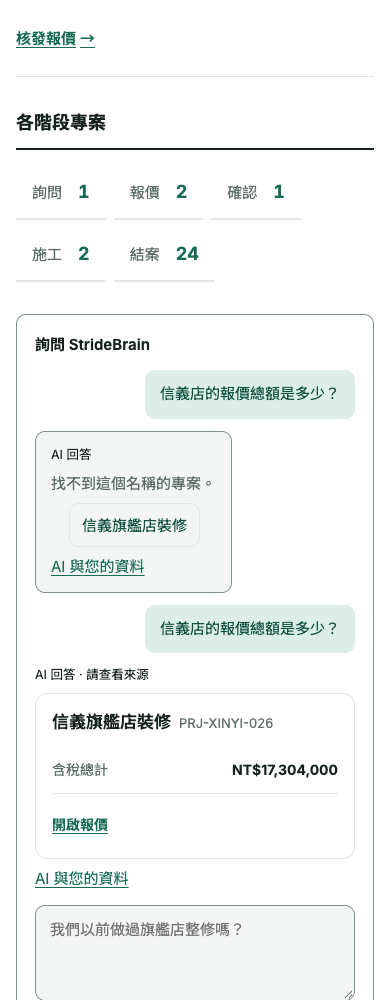 核發報價 →
各階段專案
詢問 1 報價 2 確認 1
施工 2 結案 24
詢問 StrideBrain
信義店的報價總額是多少？
AI 回答
找不到這個名稱的專案。
信義旗艦店裝修
AI 與您的資料
信義店的報價總額是多少？
AI 回答 · 請查看來源
信義旗艦店裝修 PRJ-XINYI-026
含稅總計 NT$17,304,000
開啟報價
AI 與您的資料
我們以前做過旗艦店整修嗎？